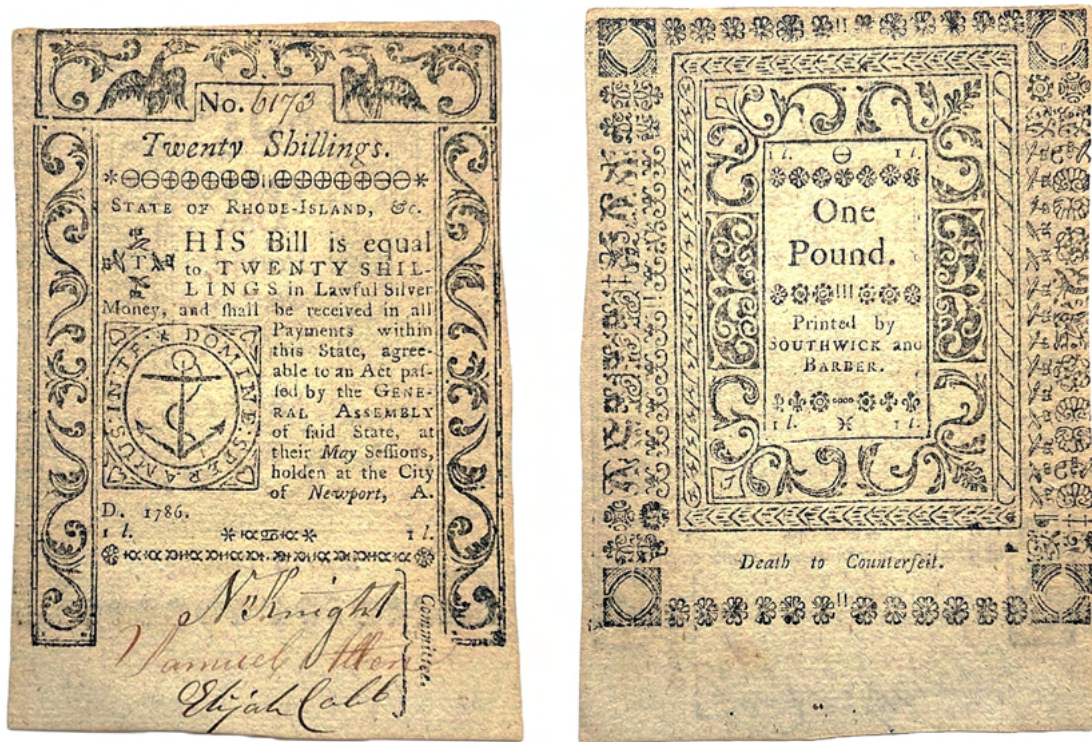 No. 6173
Twenty Shillings.
STATE OF RHODE-ISLAND, &c.
THIS Bill is equal
to TWENTY SHIL-
LINGS in Lawful Silver
Money, and ſhall be received in all
Payments within
this State, agree-
able to an Act paſ-
ſed by the GENE-
RAL ASSEMBLY
of ſaid State, at
their May Seſſions,
holden at the City
of Newport, A.
D. 1786.
IN TE DOMINE SPERAMUS
1 l. 1 l.
N. Knight
Samuel Allen
Elijah Cobb
Committee.
1 l. 1 l.
One
Pound.
Printed by
SOUTHWICK and
BARBER.
1 l. 1 l.
Death to Counterfeit.